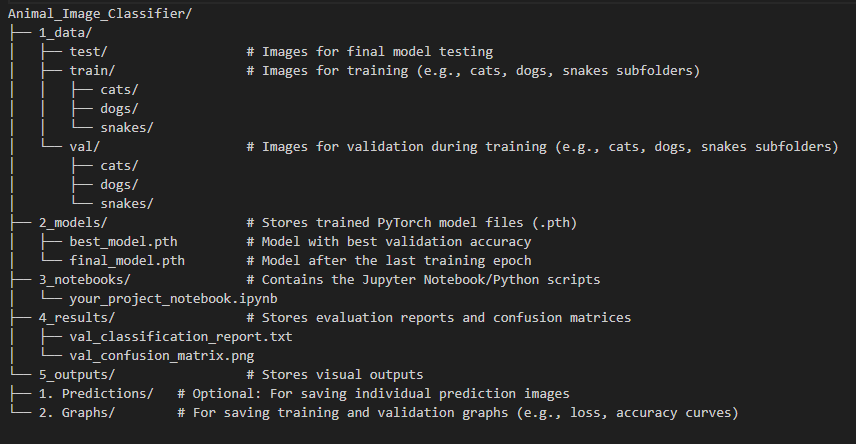 Animal_Image_Classifier/
├── 1_data/
│   ├── test/                  # Images for final model testing
│   ├── train/                 # Images for training (e.g., cats, dogs, snakes subfolders)
│   │   ├── cats/
│   │   ├── dogs/
│   │   └── snakes/
│   └── val/                   # Images for validation during training (e.g., cats, dogs, snakes subfolders)
│       ├── cats/
│       ├── dogs/
│       └── snakes/
├── 2_models/                  # Stores trained PyTorch model files (.pth)
│   ├── best_model.pth         # Model with best validation accuracy
│   └── final_model.pth        # Model after the last training epoch
├── 3_notebooks/               # Contains the Jupyter Notebook/Python scripts
│   └── your_project_notebook.ipynb
├── 4_results/                 # Stores evaluation reports and confusion matrices
│   ├── val_classification_report.txt
│   └── val_confusion_matrix.png
└── 5_outputs/                 # Stores visual outputs
├── 1. Predictions/   # Optional: For saving individual prediction images
└── 2. Graphs/        # For saving training and validation graphs (e.g., loss, accuracy curves)